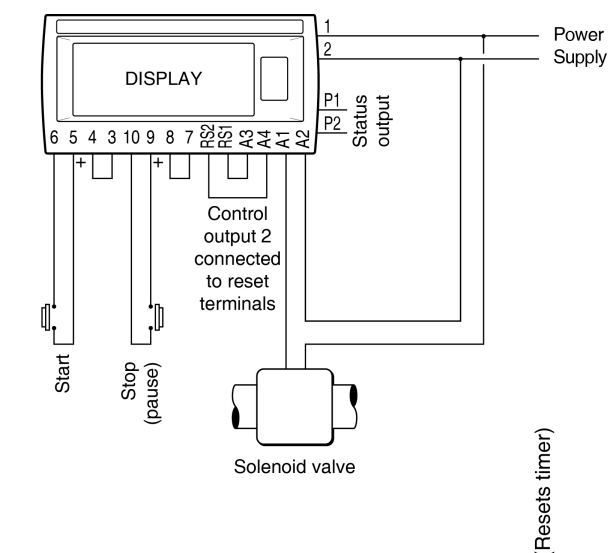 1
Power
2
Supply
DISPLAY
P1
P2
Status
output
6 5 4 3 10 9 8 7 RS2 RS1 A3 A4 A1 A2
+ +
Control
output 2
connected
to reset
terminals
Start
Stop
(pause)
Solenoid valve
(Resets timer)